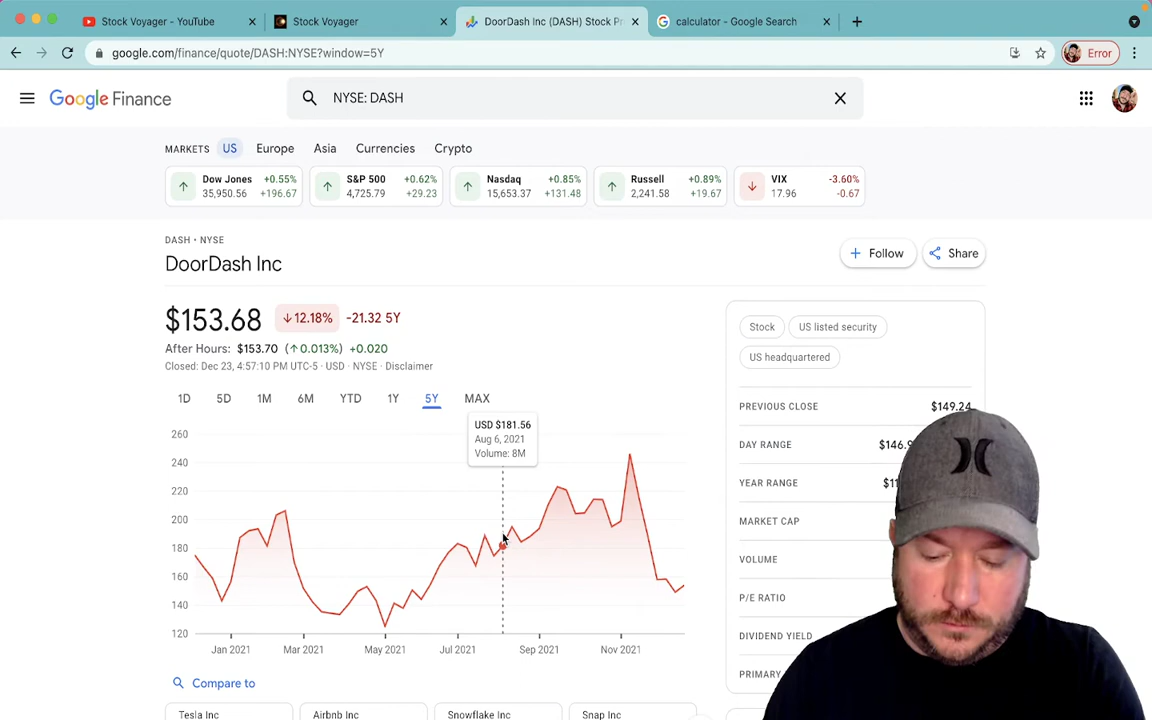 Stock Voyager - YouTube
Stock Voyager
DoorDash Inc (DASH) Stock Pr
calculator - Google Search
google.com/finance/quote/DASH:NYSE?window=5Y
Error
Google Finance
NYSE: DASH
MARKETS US Europe Asia Currencies Crypto
Dow Jones +0.55%
35,950.56 +196.67
S&P 500 +0.62%
4,725.79 +29.23
Nasdaq +0.85%
15,653.37 +131.48
Russell +0.89%
2,241.58 +19.67
VIX -3.60%
17.96 -0.67
DASH • NYSE
DoorDash Inc
Follow
Share
$153.68 ↓12.18% -21.32 5Y
After Hours: $153.70 (↑0.013%) +0.020
Closed: Dec 23, 4:57:10 PM UTC-5 · USD · NYSE · Disclaimer
1D 5D 1M 6M YTD 1Y 5Y MAX
USD $181.56
Aug 6, 2021
Volume: 8M
260
240
220
200
180
160
140
120
Jan 2021 Mar 2021 May 2021 Jul 2021 Sep 2021 Nov 2021
Compare to
Tesla Inc
Airbnb Inc
Snowflake Inc
Snap Inc
Stock
US listed security
US headquartered
PREVIOUS CLOSE $149.24
DAY RANGE
YEAR RANGE
MARKET CAP
VOLUME
P/E RATIO
DIVIDEND YIELD
PRIMARY